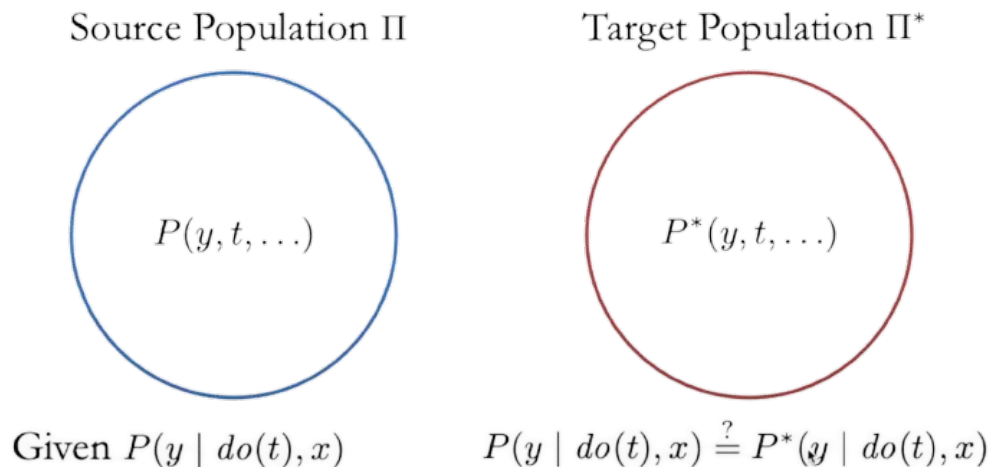 Source Population Π
Target Population Π*
P(y, t, . . .)
P*(y, t, . . .)
Given P(y | do(t), x)
P(y | do(t), x) ≟ P*(y | do(t), x)